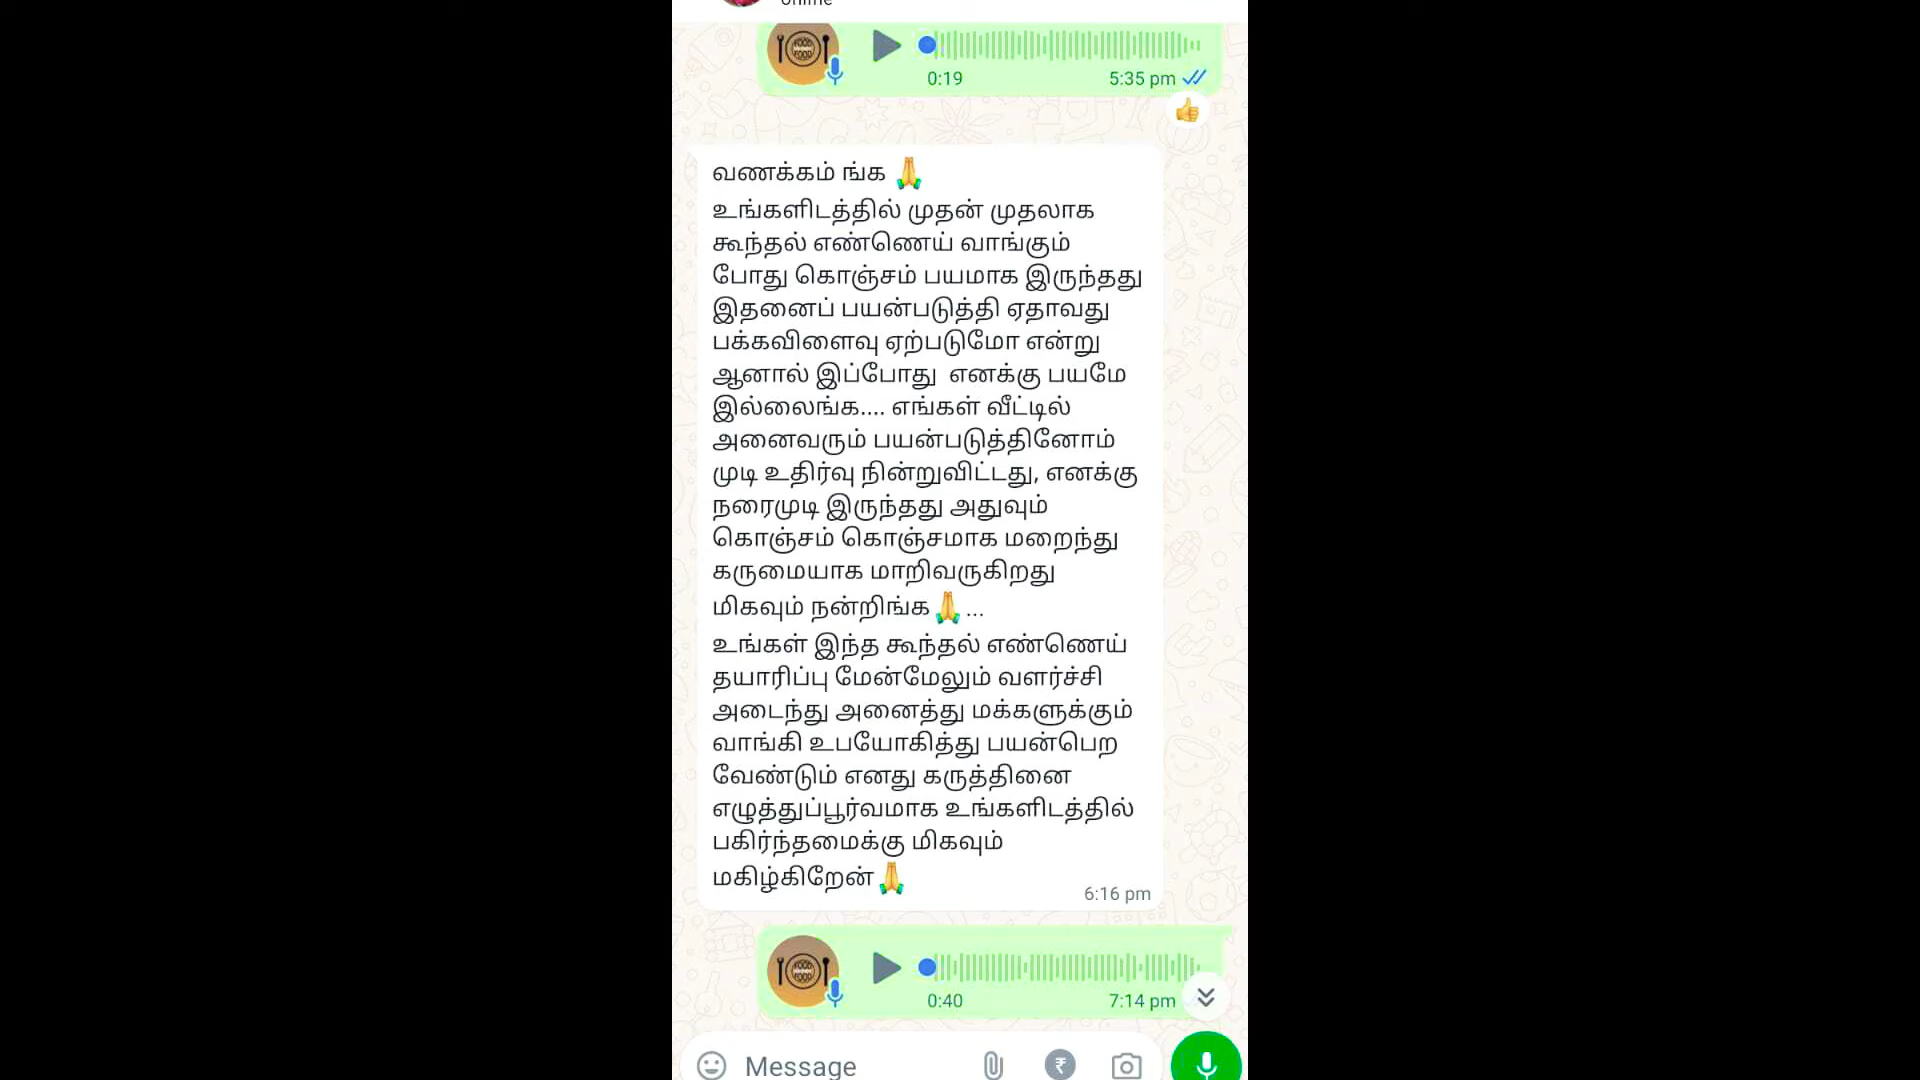 online
0:19
5:35 pm
வணக்கம் ங்க 🙏
உங்களிடத்தில் முதன் முதலாக
கூந்தல் எண்ணெய் வாங்கும்
போது கொஞ்சம் பயமாக இருந்தது
இதனைப் பயன்படுத்தி ஏதாவது
பக்கவிளைவு ஏற்படுமோ என்று
ஆனால் இப்போது  எனக்கு பயமே
இல்லைங்க.... எங்கள் வீட்டில்
அனைவரும் பயன்படுத்தினோம்
முடி உதிர்வு நின்றுவிட்டது, எனக்கு
நரைமுடி இருந்தது அதுவும்
கொஞ்சம் கொஞ்சமாக மறைந்து
கருமையாக மாறிவருகிறது
மிகவும் நன்றிங்க🙏...
உங்கள் இந்த கூந்தல் எண்ணெய்
தயாரிப்பு மேன்மேலும் வளர்ச்சி
அடைந்து அனைத்து மக்களுக்கும்
வாங்கி உபயோகித்து பயன்பெற
வேண்டும் எனது கருத்தினை
எழுத்துப்பூர்வமாக உங்களிடத்தில்
பகிர்ந்தமைக்கு மிகவும்
மகிழ்கிறேன்🙏
6:16 pm
0:40
7:14 pm
Message